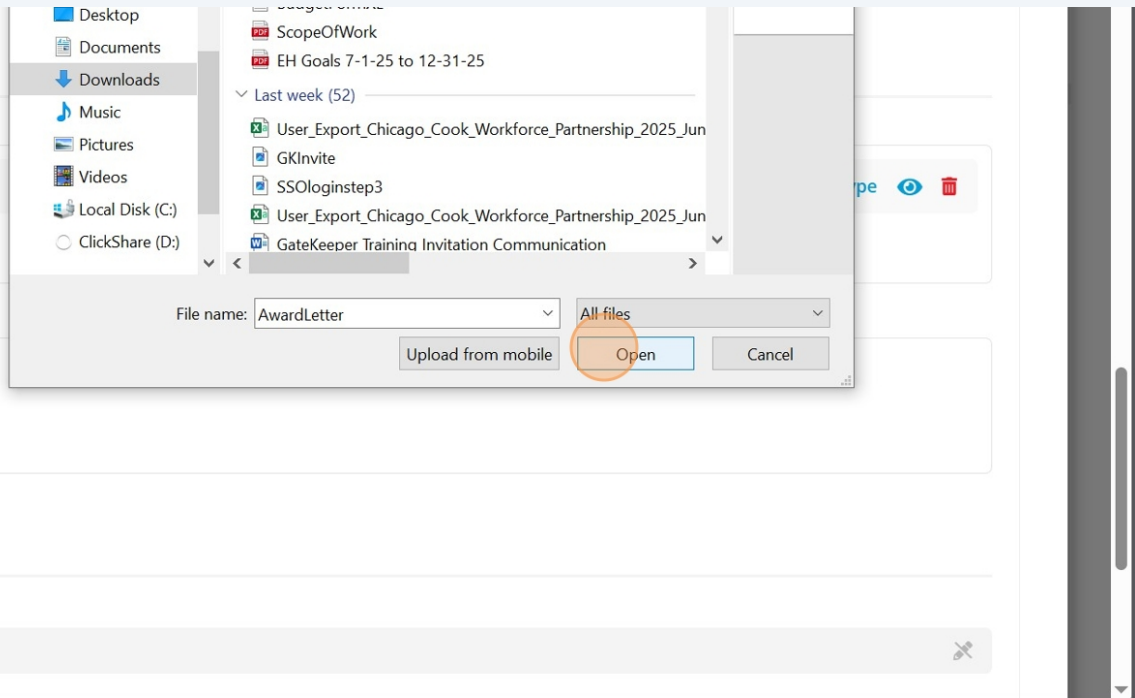 Desktop
Documents
Downloads
Music
Pictures
Videos
Local Disk (C:)
ClickShare (D:)
ScopeOfWork
EH Goals 7-1-25 to 12-31-25
Last week (52)
User_Export_Chicago_Cook_Workforce_Partnership_2025_Jun
GKInvite
SSOloginstep3
User_Export_Chicago_Cook_Workforce_Partnership_2025_Jun
GateKeeper Training Invitation Communication
File name: AwardLetter All files
Upload from mobile Open Cancel
ype